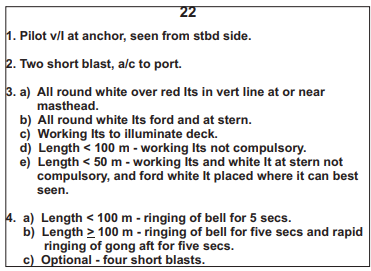 22
1. Pilot v/l at anchor, seen from stbd side.
2. Two short blast, a/c to port.
3. a) All round white over red lts in vert line at or near
masthead.
b) All round white lts ford and at stern.
c) Working lts to illuminate deck.
d) Length < 100 m - working lts not compulsory.
e) Length < 50 m - working lts and white lt at stern not
compulsory, and ford white lt placed where it can best
seen.
4. a) Length < 100 m - ringing of bell for 5 secs.
b) Length ≥ 100 m - ringing of bell for five secs and rapid
ringing of gong aft for five secs.
c) Optional - four short blasts.